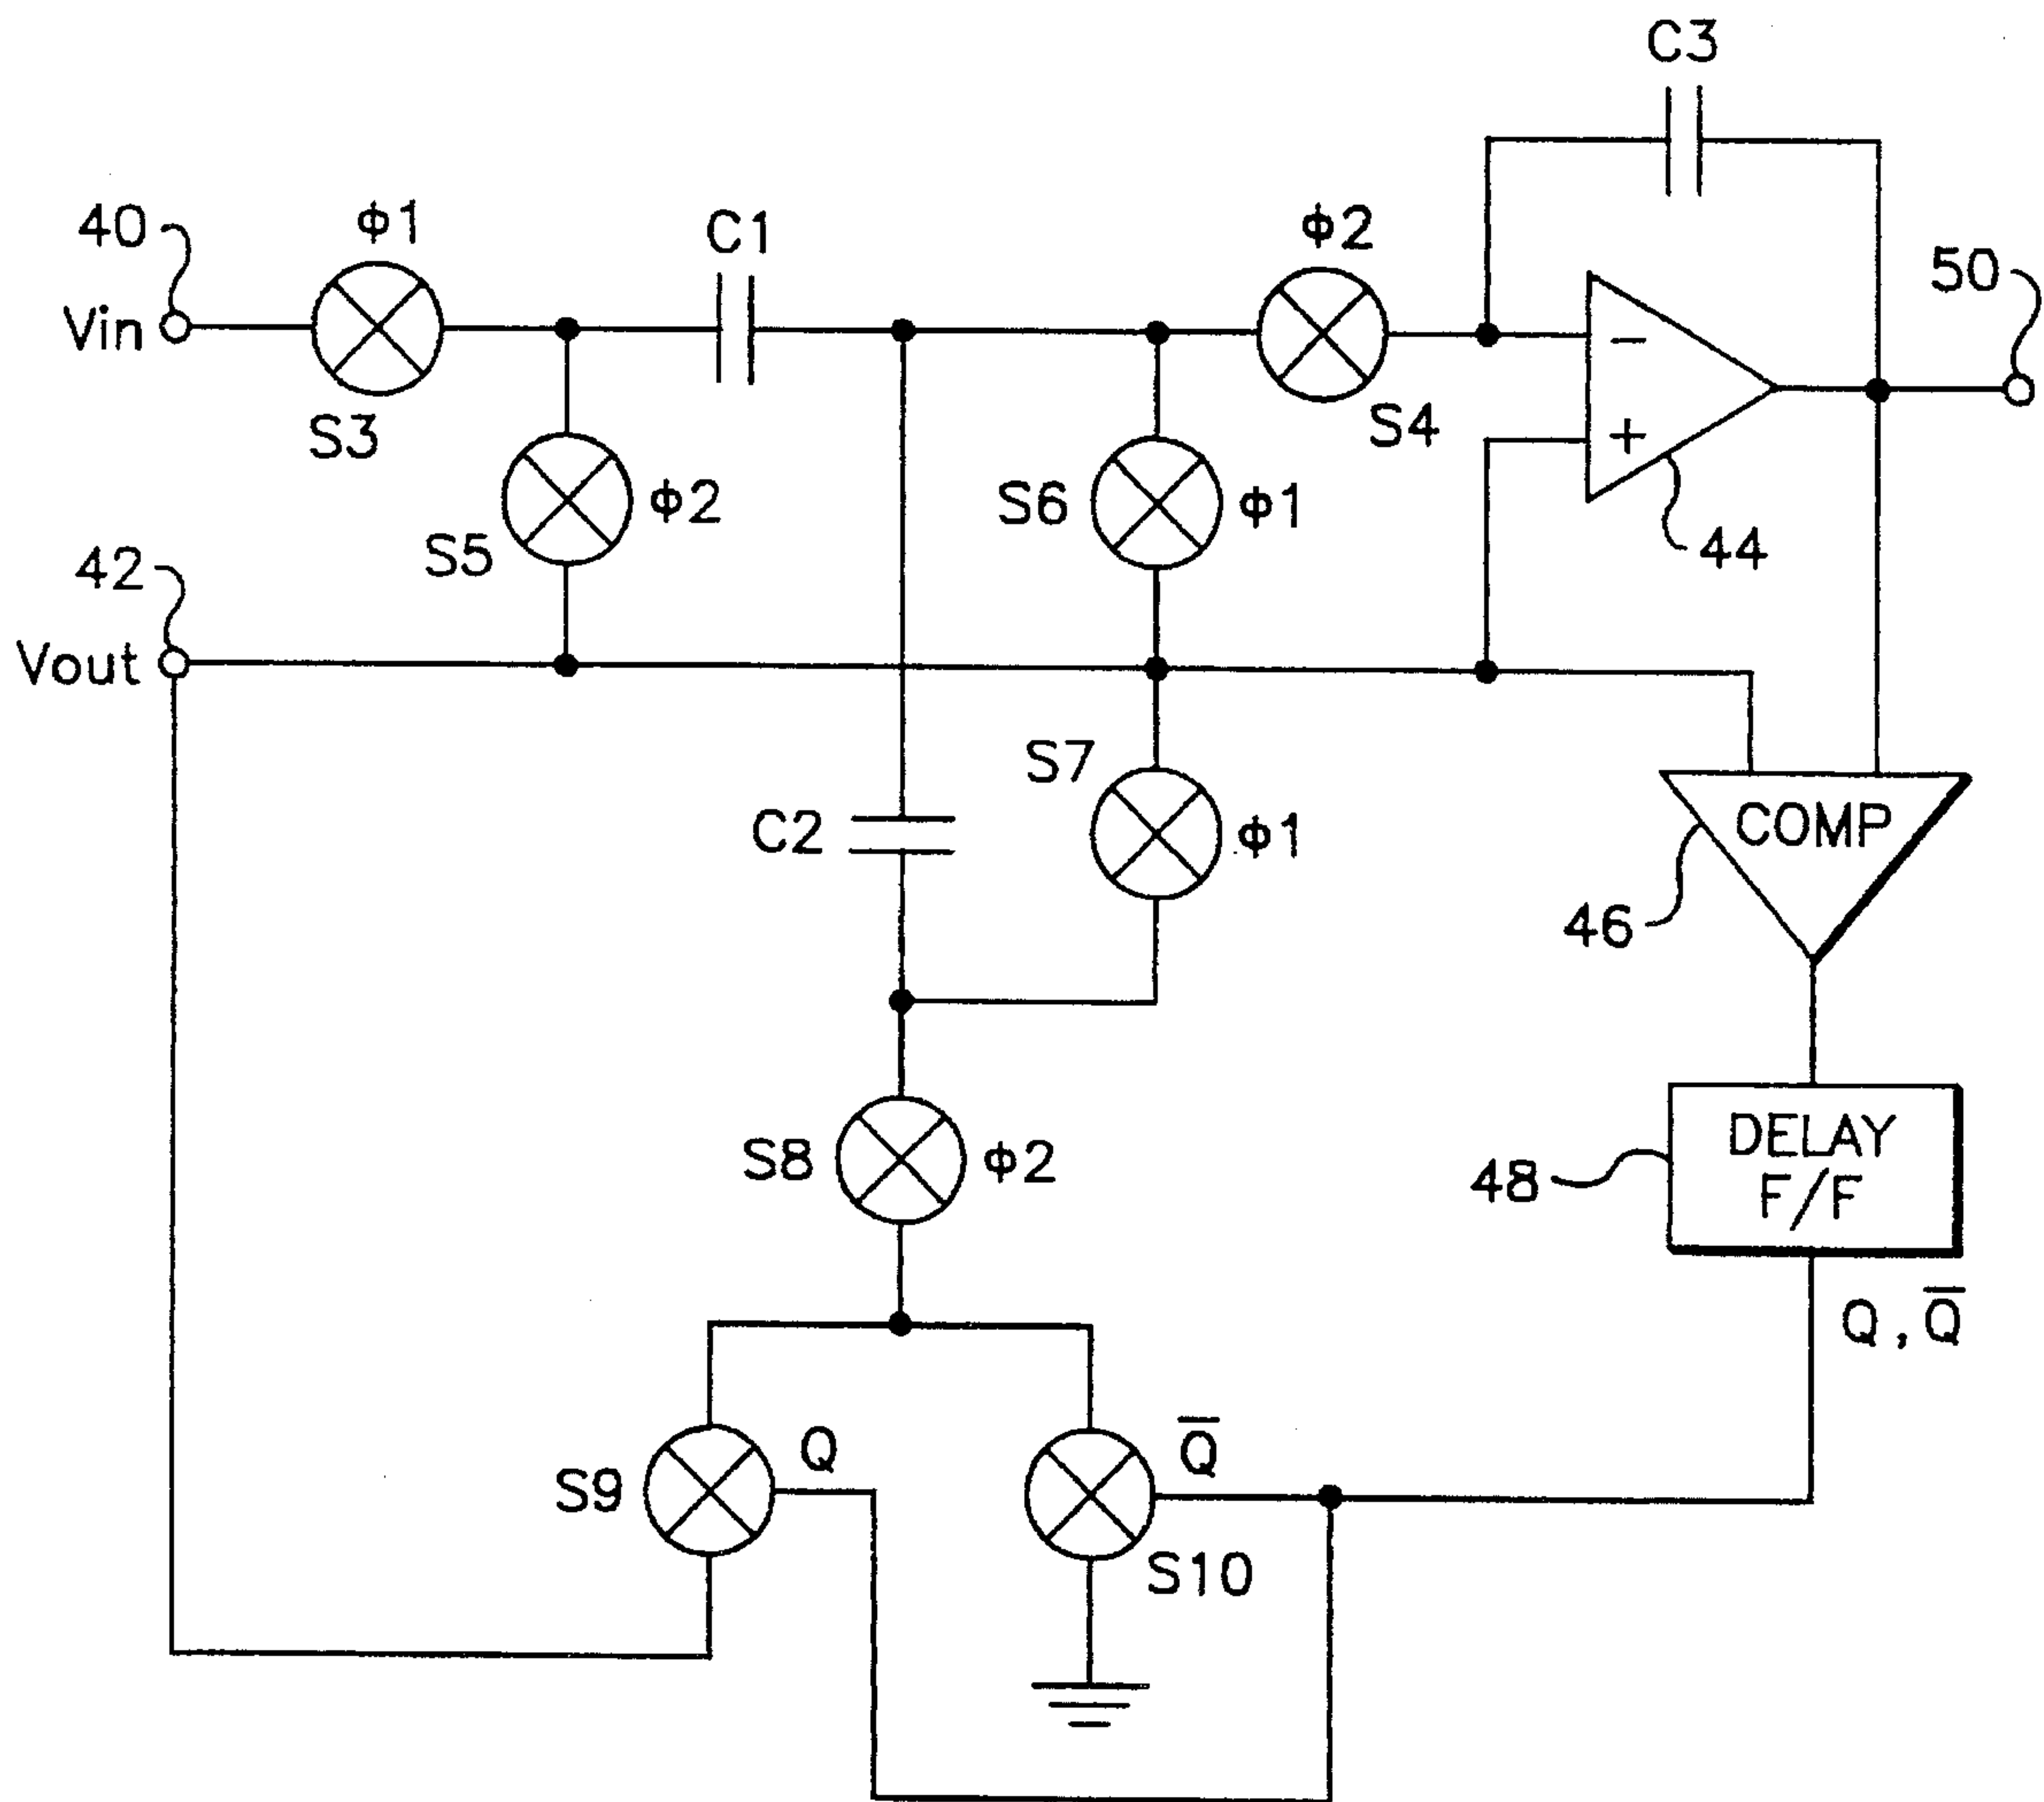 C3
40
Φ1
C1
Φ2
50
Vin
−
S3
S4
+
S5
Φ2
S6
Φ1
44
42
Vout
S7
C2
Φ1
COMP
46
S8
Φ2
DELAY
F/F
48
Q, Q̅
S9
Q
Q̅
S10